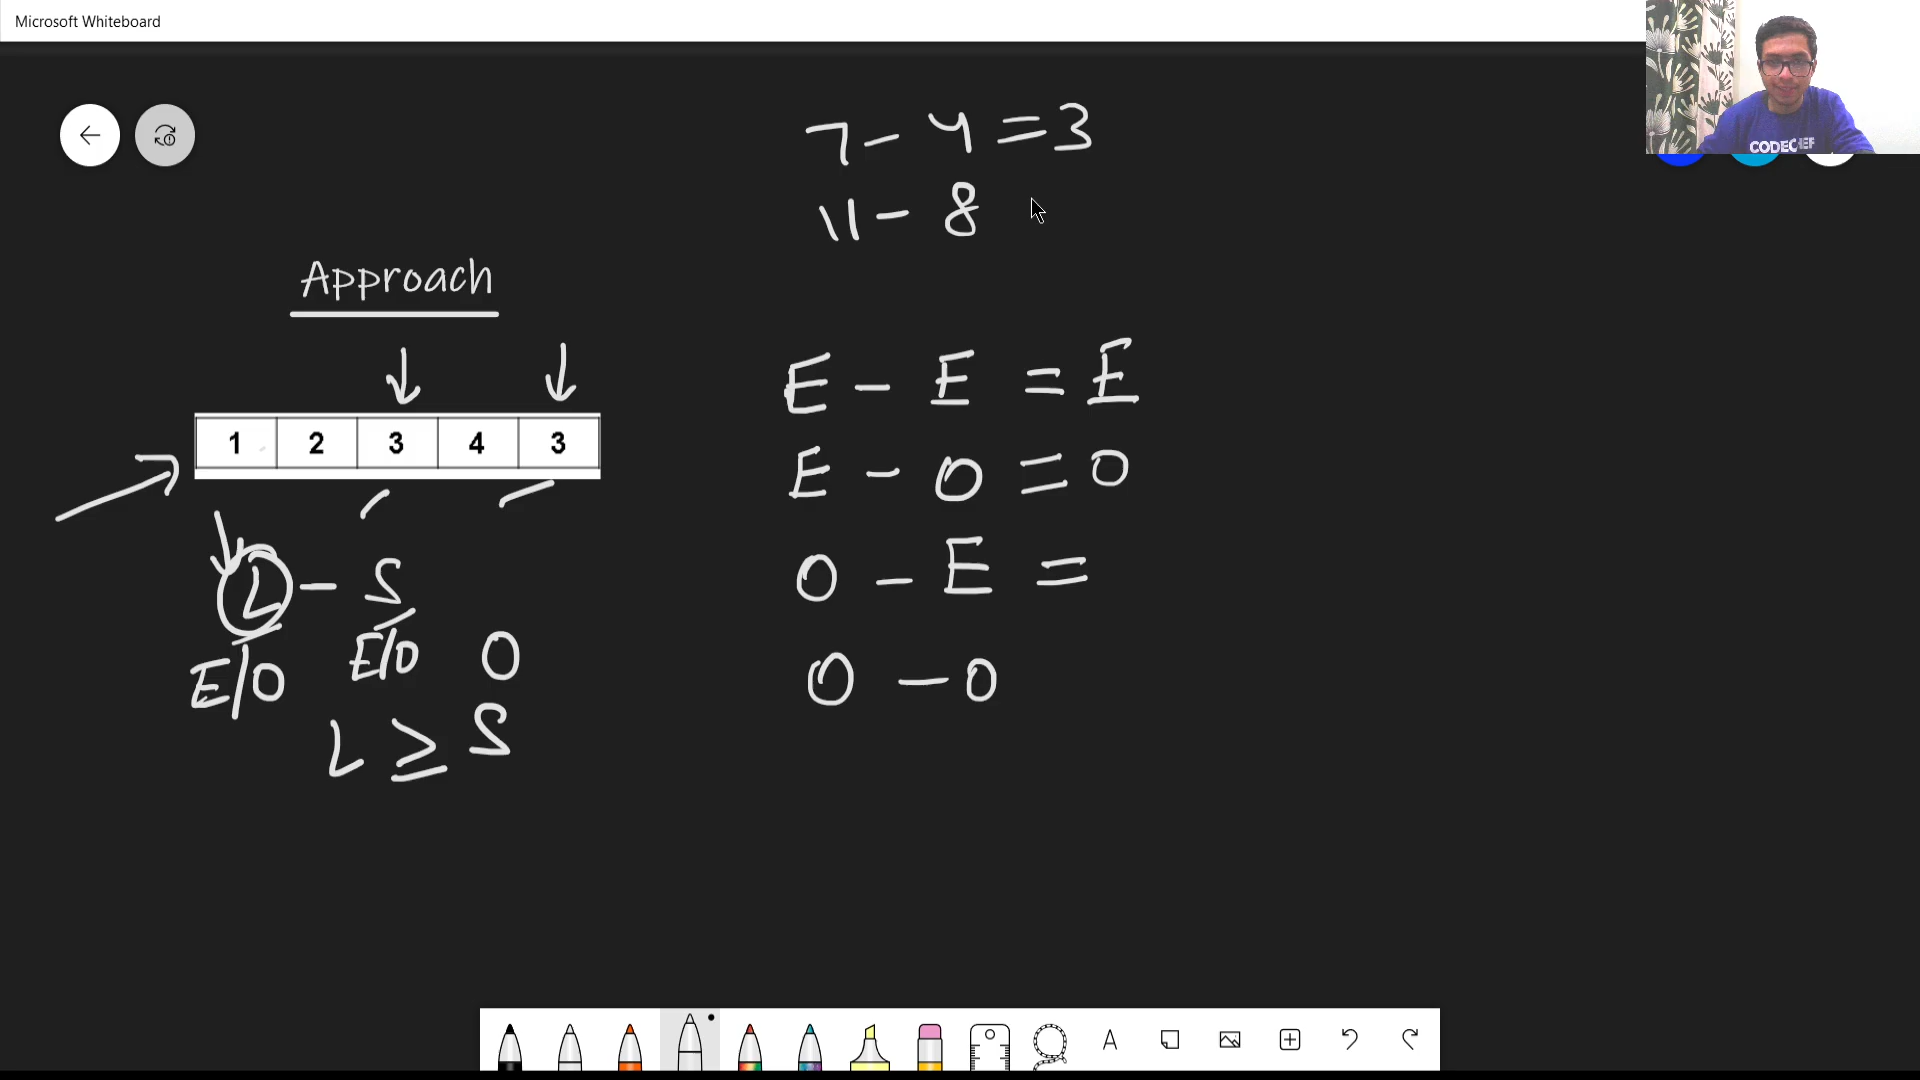 Microsoft Whiteboard
CODECHEF
7 - 4 = 3
11 - 8
Approach
1 2 3 4 3
L - S
E/O E/O O
L ≥ S
E - E = E
E - O = O
O - E =
O - O
A